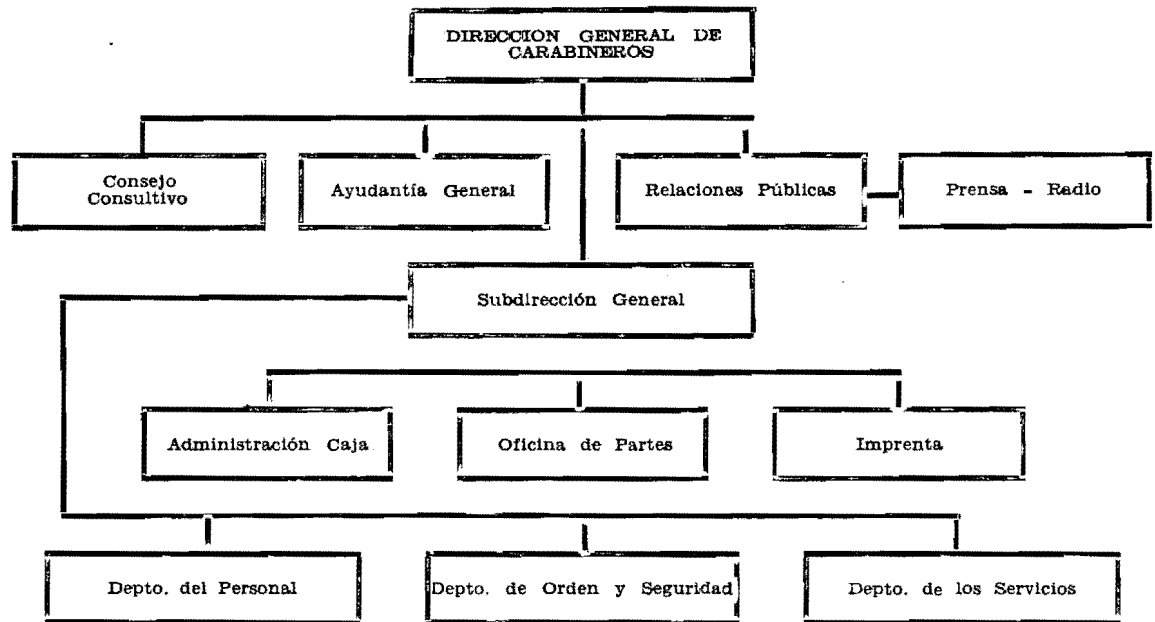 DIRECCION GENERAL DE
CARABINEROS
Consejo
Consultivo
Ayudantía General
Relaciones Públicas
Prensa - Radio
Subdirección General
Administración Caja
Oficina de Partes
Imprenta
Depto. del Personal
Depto. de Orden y Seguridad
Depto. de los Servicios